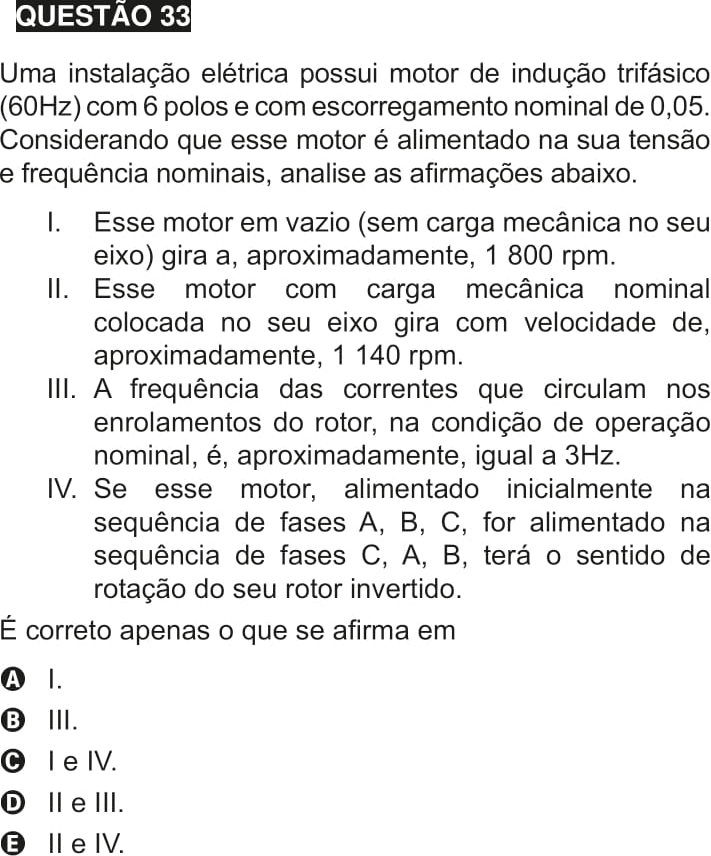 QUESTÃO 33
Uma instalação elétrica possui motor de indução trifásico
(60Hz) com 6 polos e com escorregamento nominal de 0,05.
Considerando que esse motor é alimentado na sua tensão
e frequência nominais, analise as afirmações abaixo.
I. Esse motor em vazio (sem carga mecânica no seu
eixo) gira a, aproximadamente, 1 800 rpm.
II. Esse motor com carga mecânica nominal
colocada no seu eixo gira com velocidade de,
aproximadamente, 1 140 rpm.
III. A frequência das correntes que circulam nos
enrolamentos do rotor, na condição de operação
nominal, é, aproximadamente, igual a 3Hz.
IV. Se esse motor, alimentado inicialmente na
sequência de fases A, B, C, for alimentado na
sequência de fases C, A, B, terá o sentido de
rotação do seu rotor invertido.
É correto apenas o que se afirma em
A I.
B III.
C I e IV.
D II e III.
E II e IV.